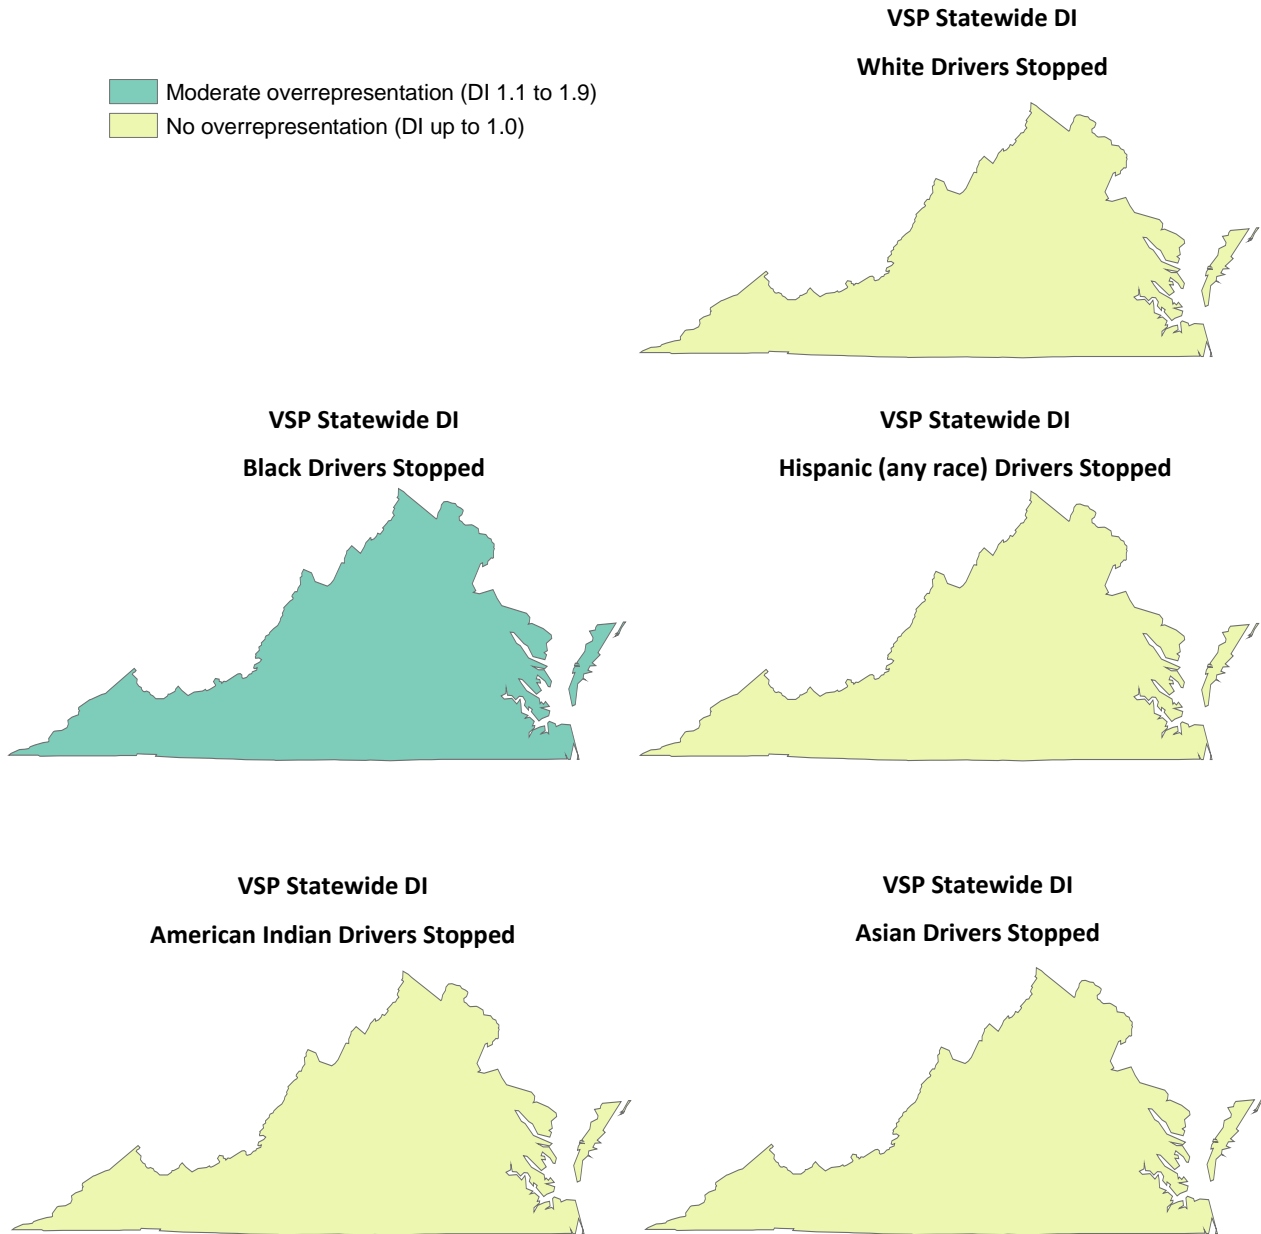 VSP Statewide DI
White Drivers Stopped
Moderate overrepresentation (DI 1.1 to 1.9)
No overrepresentation (DI up to 1.0)
VSP Statewide DI
Black Drivers Stopped
VSP Statewide DI
Hispanic (any race) Drivers Stopped
VSP Statewide DI
American Indian Drivers Stopped
VSP Statewide DI
Asian Drivers Stopped